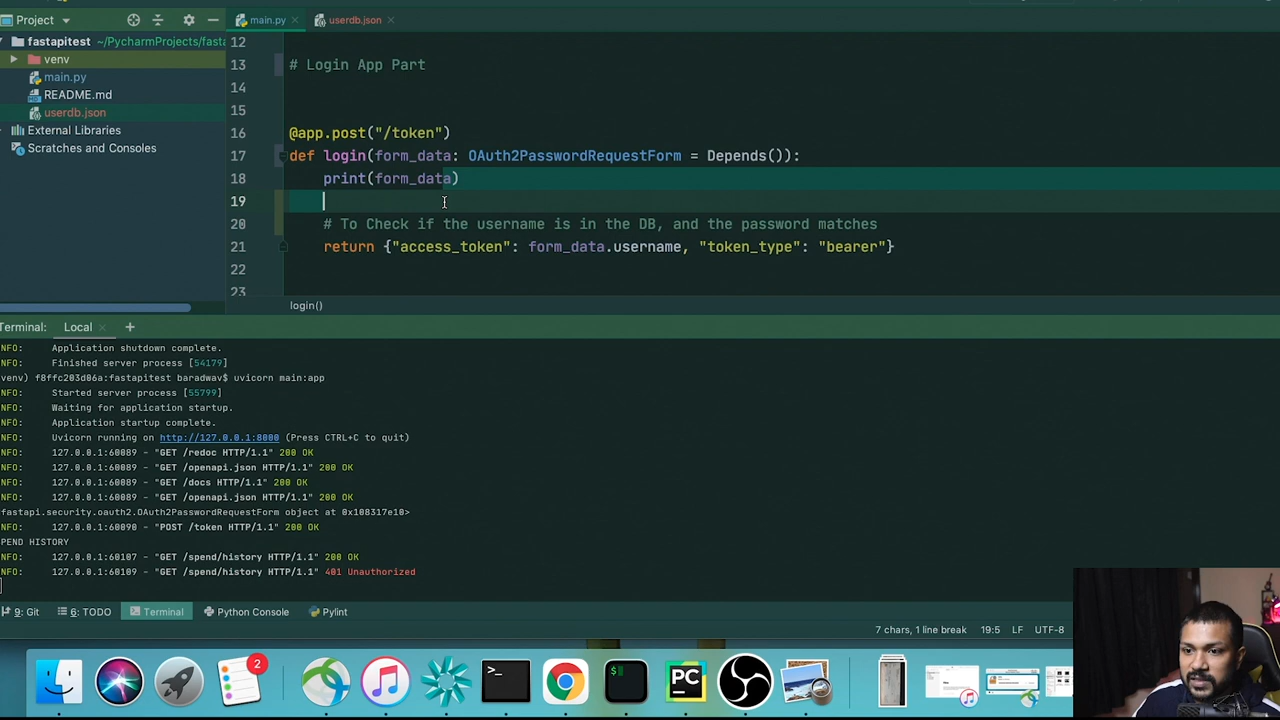 Project
main.py
userdb.json
fastapitest ~/PycharmProjects/fasta
venv
main.py
README.md
userdb.json
External Libraries
Scratches and Consoles
12
13 # Login App Part
14
15
16 @app.post("/token")
17 def login(form_data: OAuth2PasswordRequestForm = Depends()):
18 print(form_data)
19
20 # To Check if the username is in the DB, and the password matches
21 return {"access_token": form_data.username, "token_type": "bearer"}
22
23
login()
Terminal: Local +
NFO: Application shutdown complete.
NFO: Finished server process [54179]
venv) f8ffc203d06a:fastapitest baradwav$ uvicorn main:app
NFO: Started server process [55799]
NFO: Waiting for application startup.
NFO: Application startup complete.
NFO: Uvicorn running on http://127.0.0.1:8000 (Press CTRL+C to quit)
NFO: 127.0.0.1:60089 - "GET /redoc HTTP/1.1" 200 OK
NFO: 127.0.0.1:60089 - "GET /openapi.json HTTP/1.1" 200 OK
NFO: 127.0.0.1:60089 - "GET /docs HTTP/1.1" 200 OK
NFO: 127.0.0.1:60089 - "GET /openapi.json HTTP/1.1" 200 OK
fastapi.security.oauth2.OAuth2PasswordRequestForm object at 0x108317e10>
NFO: 127.0.0.1:60090 - "POST /token HTTP/1.1" 200 OK
PEND HISTORY
NFO: 127.0.0.1:60107 - "GET /spend/history HTTP/1.1" 200 OK
NFO: 127.0.0.1:60109 - "GET /spend/history HTTP/1.1" 401 Unauthorized
9: Git 6: TODO Terminal Python Console Pylint
7 chars, 1 line break 19:5 LF UTF-8
2
PC